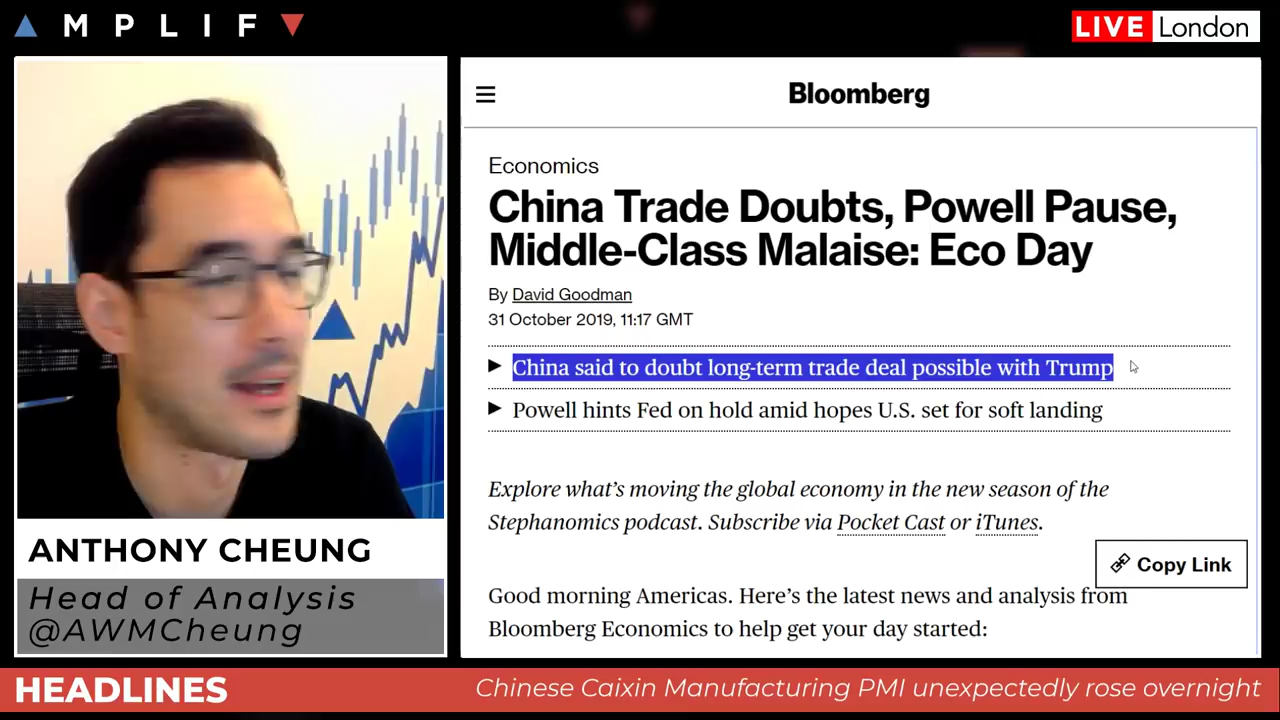 ▲ M P L I F ▼
LIVE London
Bloomberg
Economics
China Trade Doubts, Powell Pause,
Middle-Class Malaise: Eco Day
By David Goodman
31 October 2019, 11:17 GMT
China said to doubt long-term trade deal possible with Trump
Powell hints Fed on hold amid hopes U.S. set for soft landing
Explore what’s moving the global economy in the new season of the
Stephanomics podcast. Subscribe via Pocket Cast or iTunes.
Copy Link
Good morning Americas. Here’s the latest news and analysis from
Bloomberg Economics to help get your day started:
ANTHONY CHEUNG
Head of Analysis
@AWMCheung
HEADLINES
Chinese Caixin Manufacturing PMI unexpectedly rose overnight